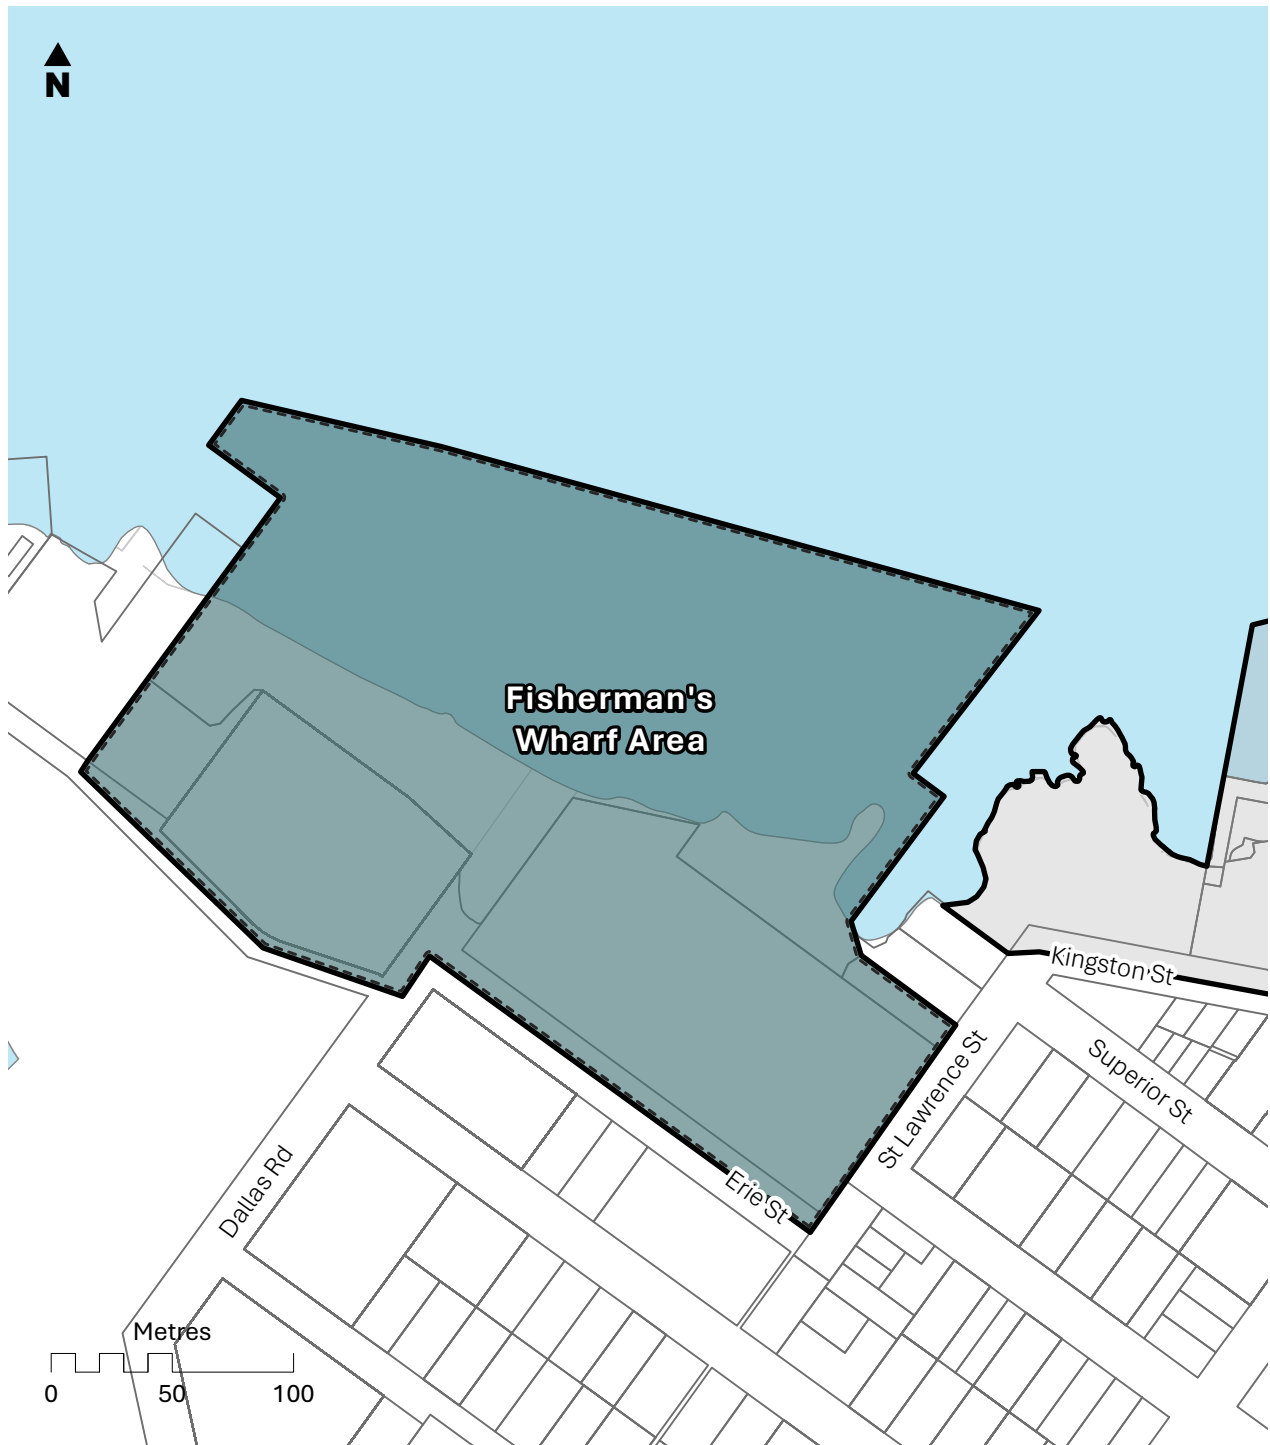 N
Fisherman's
Wharf Area
Kingston St
Superior St
St Lawrence St
Erie St
Dallas Rd
Metres
0 50 100